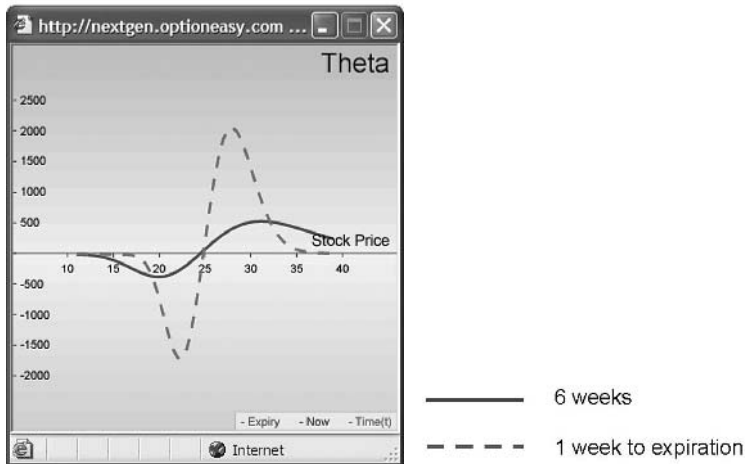 http://nextgen.optioneasy.com ...
Theta
2500
2000
1500
1000
500
Stock Price
10 15 20 25 30 35 40
-500
-1000
-1500
-2000
- Expiry - Now - Time(t)
Internet
6 weeks
1 week to expiration